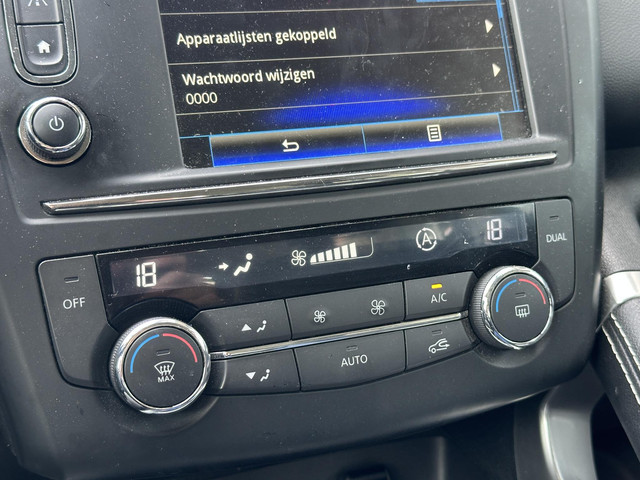 Apparaatlijsten gekoppeld
Wachtwoord wijzigen
0000
18
A
18
DUAL
OFF
A/C
MAX
AUTO